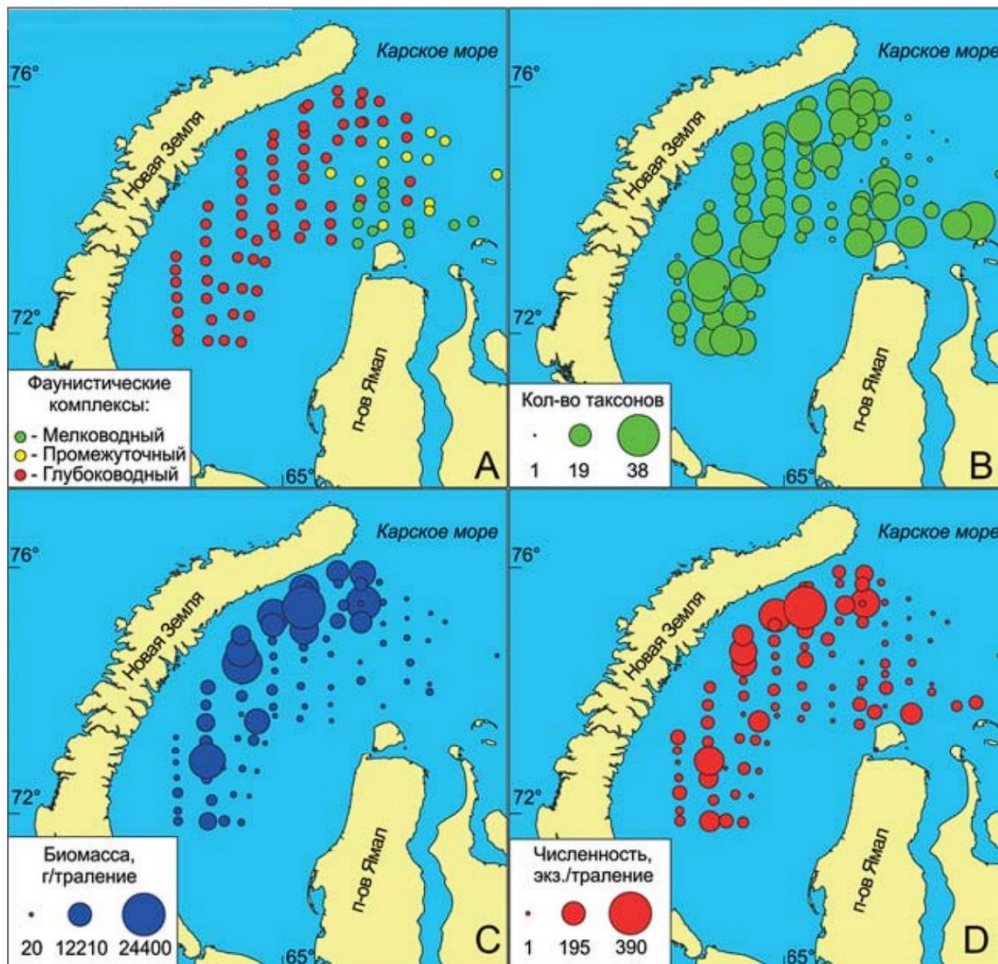 Карское море
76°
Новая Земля
72°
п-ов Ямал
65°
Фаунистические
комплексы:
- Мелководный
- Промежуточный
- Глубоководный
A
Карское море
76°
Новая Земля
72°
п-ов Ямал
65°
Кол-во таксонов
1 19 38
B
Карское море
76°
Новая Земля
72°
п-ов Ямал
65°
Биомасса,
г/траление
20 12210 24400
C
Карское море
76°
Новая Земля
72°
п-ов Ямал
65°
Численность,
экз./траление
1 195 390
D